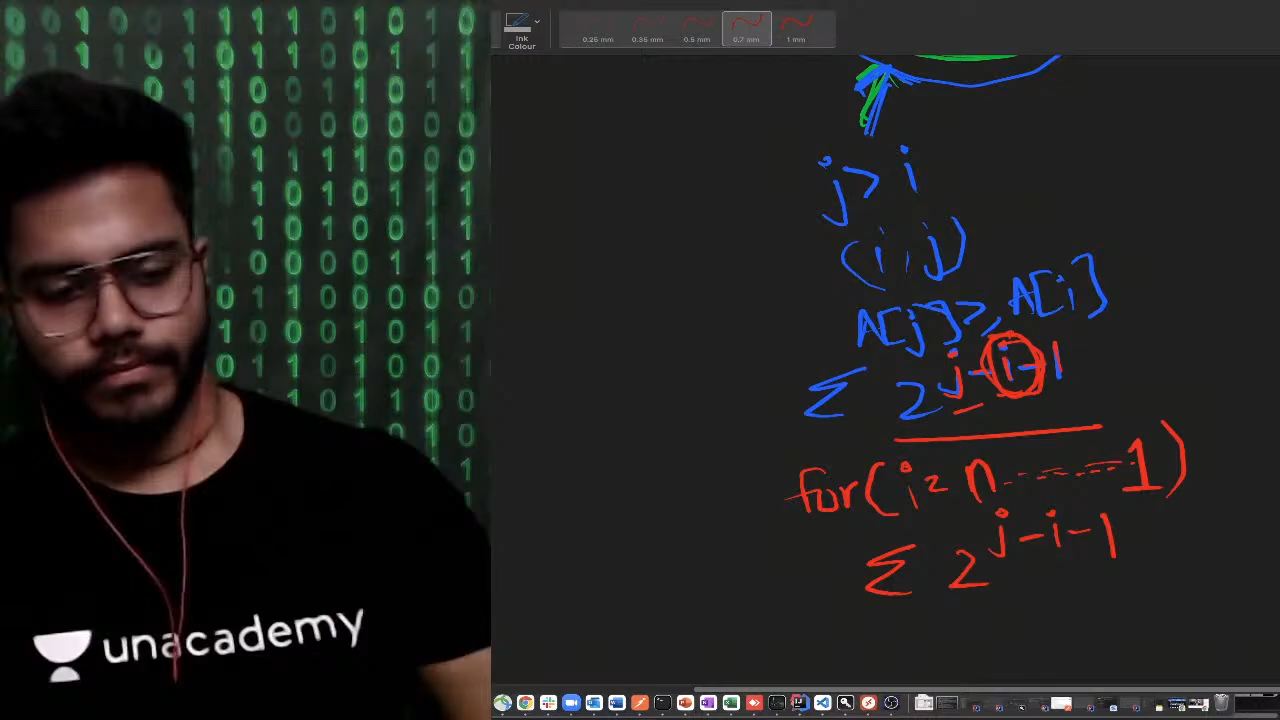 Ink
Colour
0.25 mm
0.35 mm
0.5 mm
0.7 mm
1 mm
j > i
(i, j)
A[j] >, A[i]
Σ 2^j-i-1
for(i= n ------ 1)
Σ 2^j-i-1
unacademy